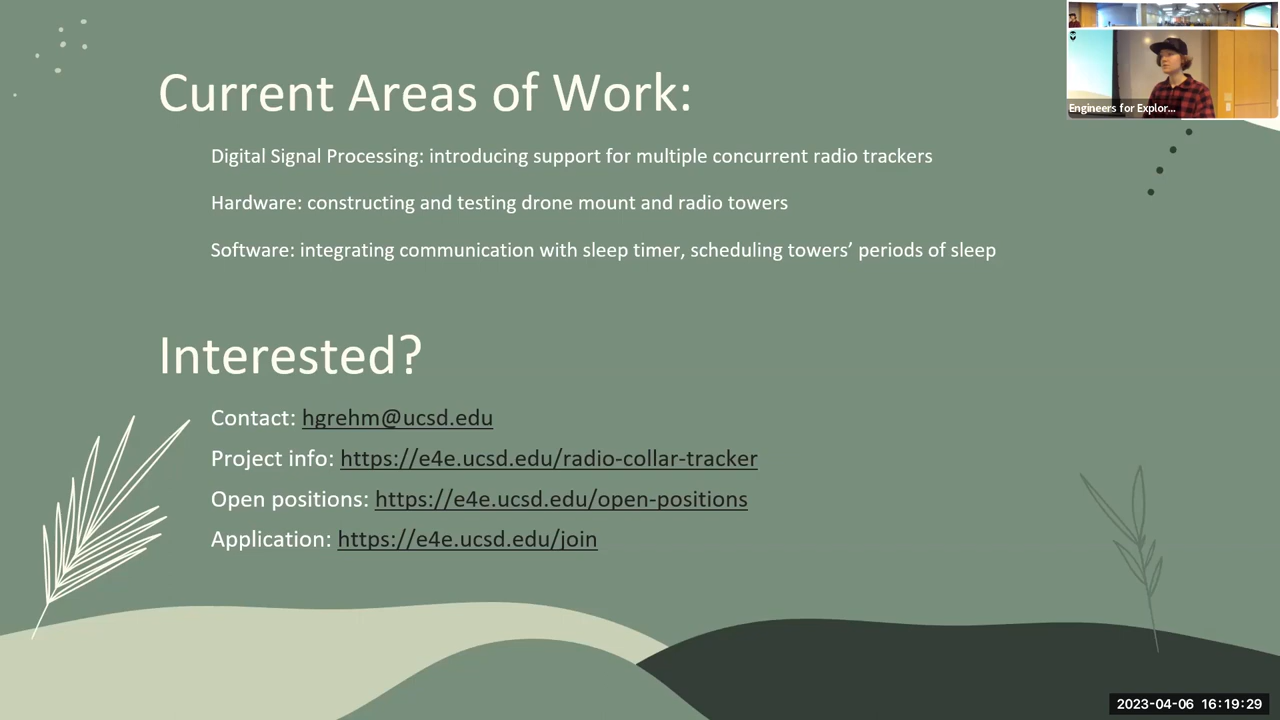 Current Areas of Work:
Digital Signal Processing: introducing support for multiple concurrent radio trackers
Hardware: constructing and testing drone mount and radio towers
Software: integrating communication with sleep timer, scheduling towers’ periods of sleep
Interested?
Contact: hgrehm@ucsd.edu
Project info: https://e4e.ucsd.edu/radio-collar-tracker
Open positions: https://e4e.ucsd.edu/open-positions
Application: https://e4e.ucsd.edu/join
Engineers for Explor...
2023-04-06 16:19:29